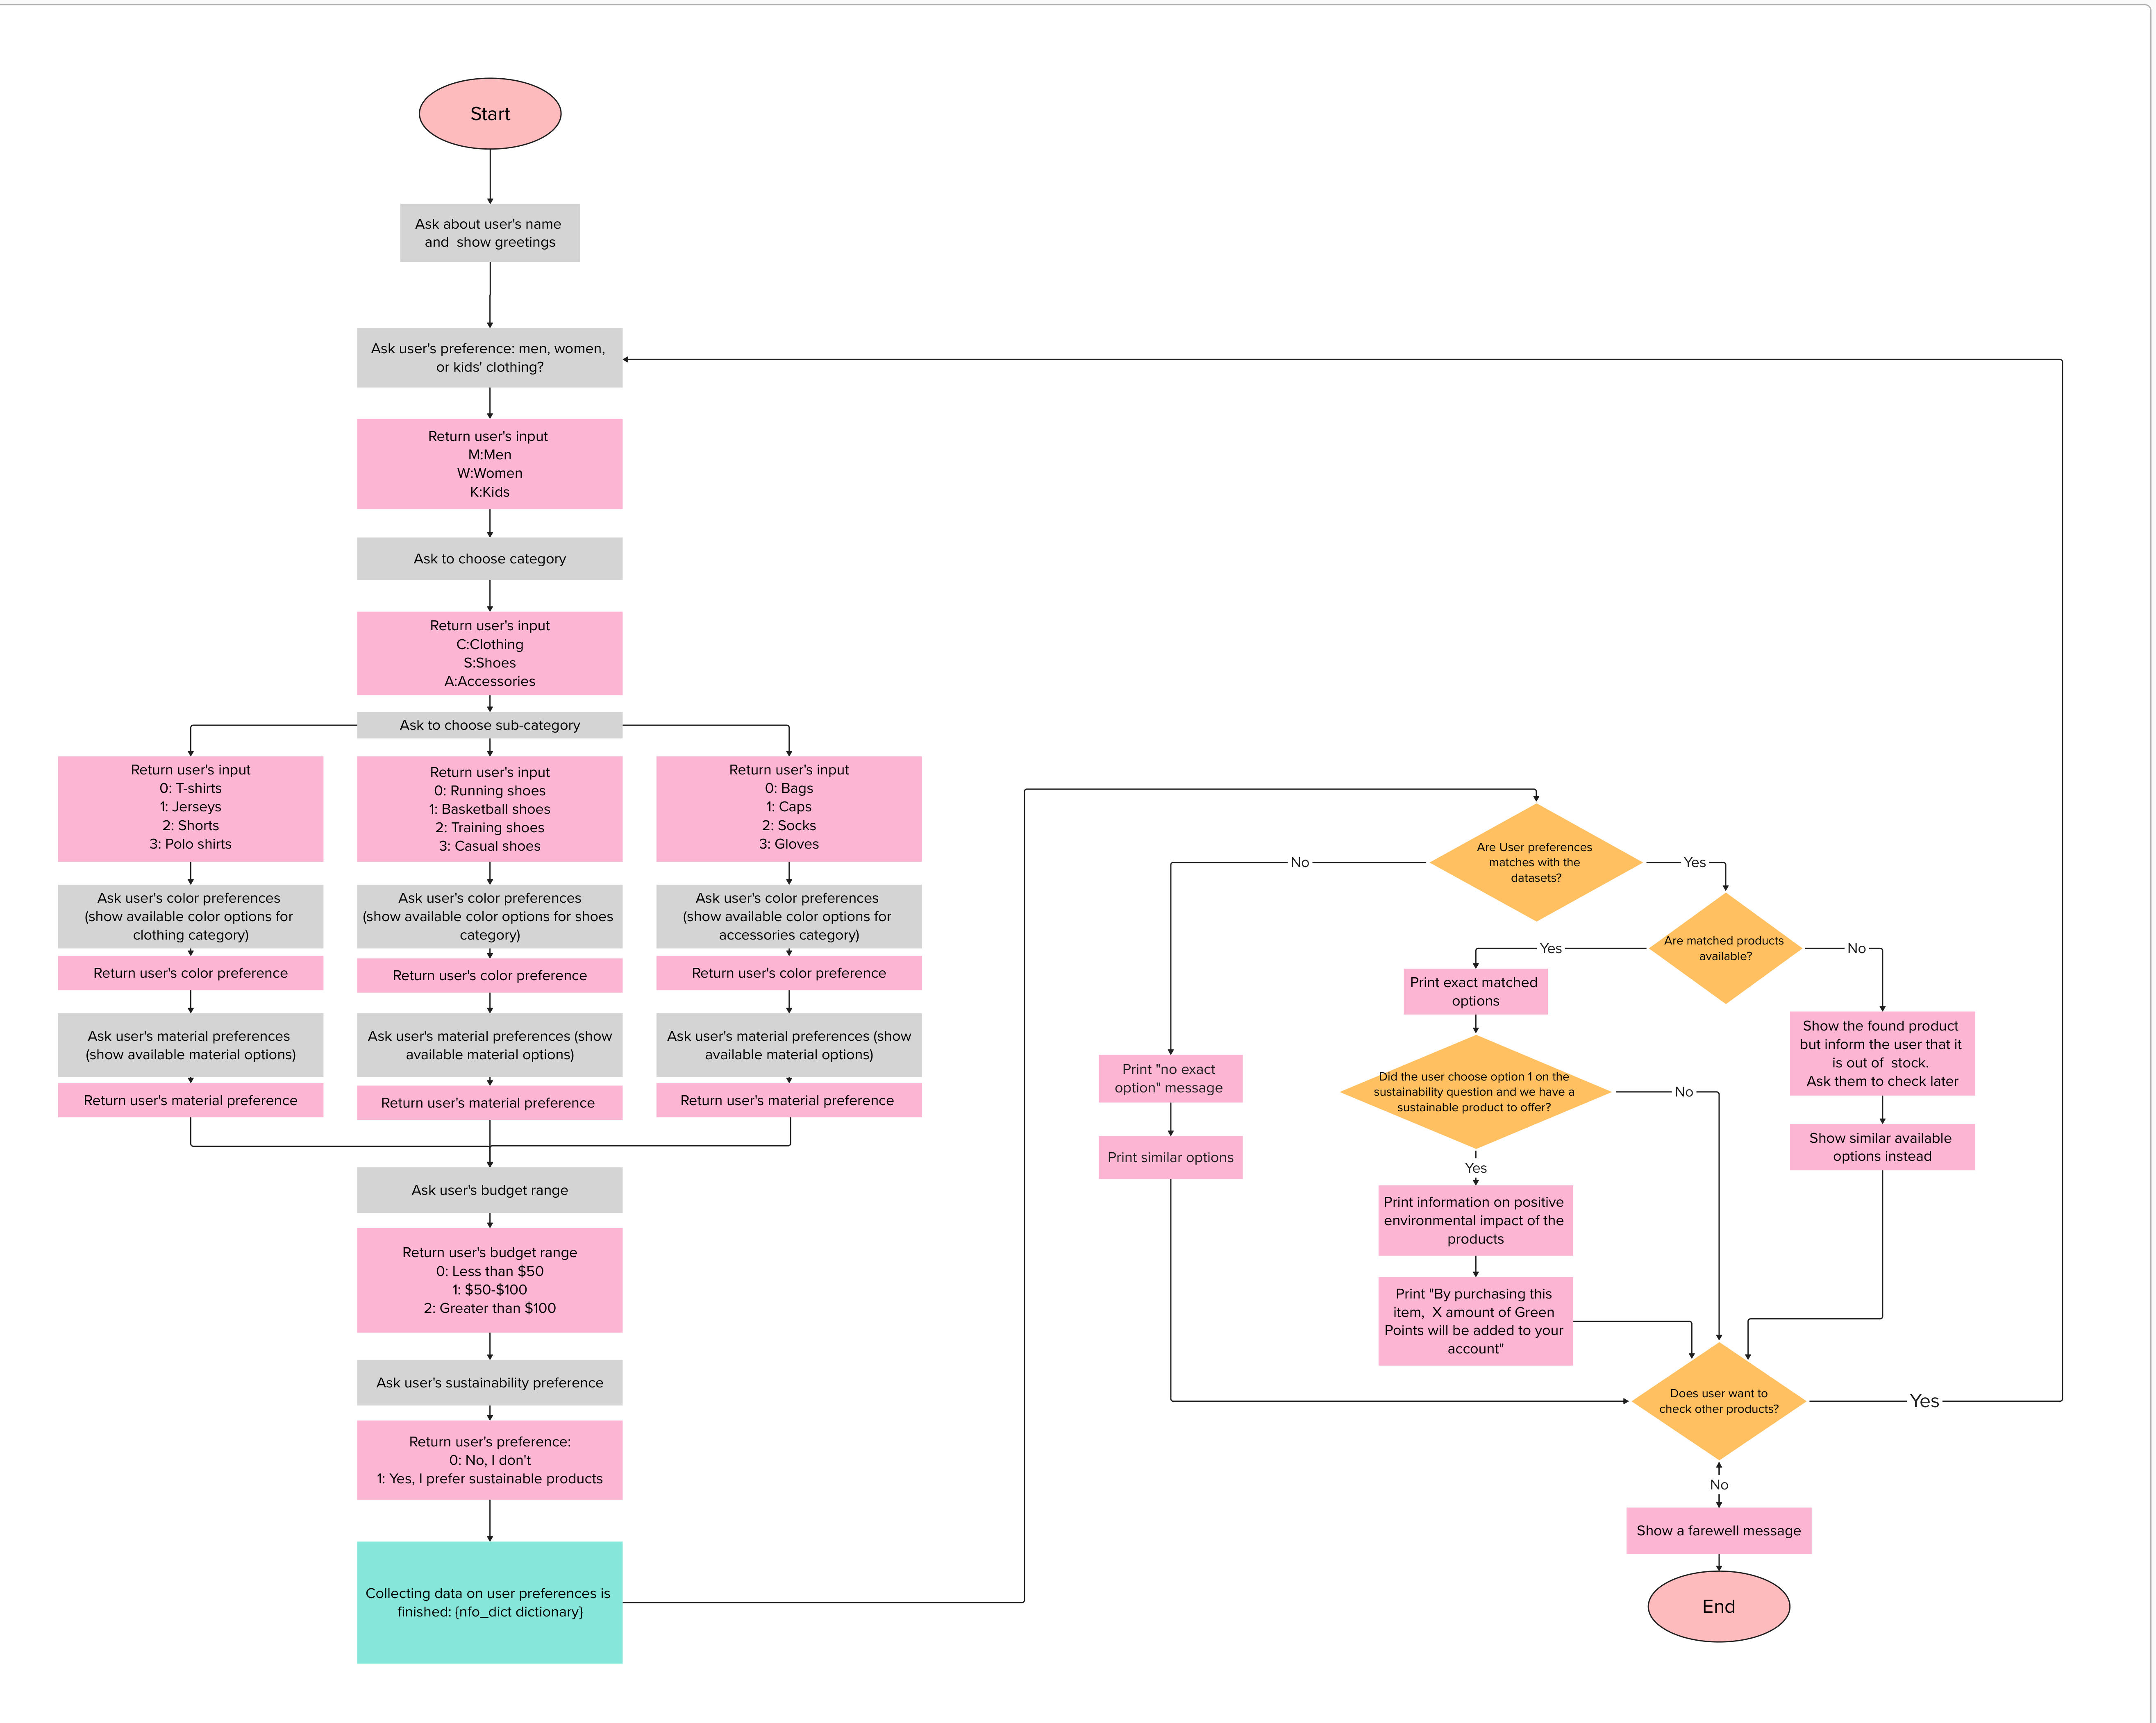 Start
Ask about user's name
and  show greetings
Ask user's preference: men, women,
or kids' clothing?
Return user's input
M:Men
W:Women
K:Kids
Ask to choose category
Return user's input
C:Clothing
S:Shoes
A:Accessories
Ask to choose sub-category
Return user's input
0: T-shirts
1: Jerseys
2: Shorts
3: Polo shirts
Ask user's color preferences
(show available color options for
clothing category)
Return user's color preference
Ask user's material preferences
(show available material options)
Return user's material preference
Return user's input
0: Running shoes
1: Basketball shoes
2: Training shoes
3: Casual shoes
Ask user's color preferences
(show available color options for shoes
category)
Return user's color preference
Ask user's material preferences (show
available material options)
Return user's material preference
Return user's input
0: Bags
1: Caps
2: Socks
3: Gloves
Ask user's color preferences
(show available color options for
accessories category)
Return user's color preference
Ask user's material preferences (show
available material options)
Return user's material preference
Ask user's budget range
Return user's budget range
0: Less than $50
1: $50-$100
2: Greater than $100
Ask user's sustainability preference
Return user's preference:
0: No, I don't
1: Yes, I prefer sustainable products
Collecting data on user preferences is
finished: {nfo_dict dictionary}
Are User preferences
matches with the
datasets?
No
Yes
Print "no exact
option" message
Print similar options
Are matched products
available?
Yes
No
Print exact matched
options
Did the user choose option 1 on the
sustainability question and we have a
sustainable product to offer?
No
Yes
Print information on positive
environmental impact of the
products
Print "By purchasing this
item,  X amount of Green
Points will be added to your
account"
Show the found product
but inform the user that it
is out of  stock.
Ask them to check later
Show similar available
options instead
Does user want to
check other products?
Yes
No
Show a farewell message
End